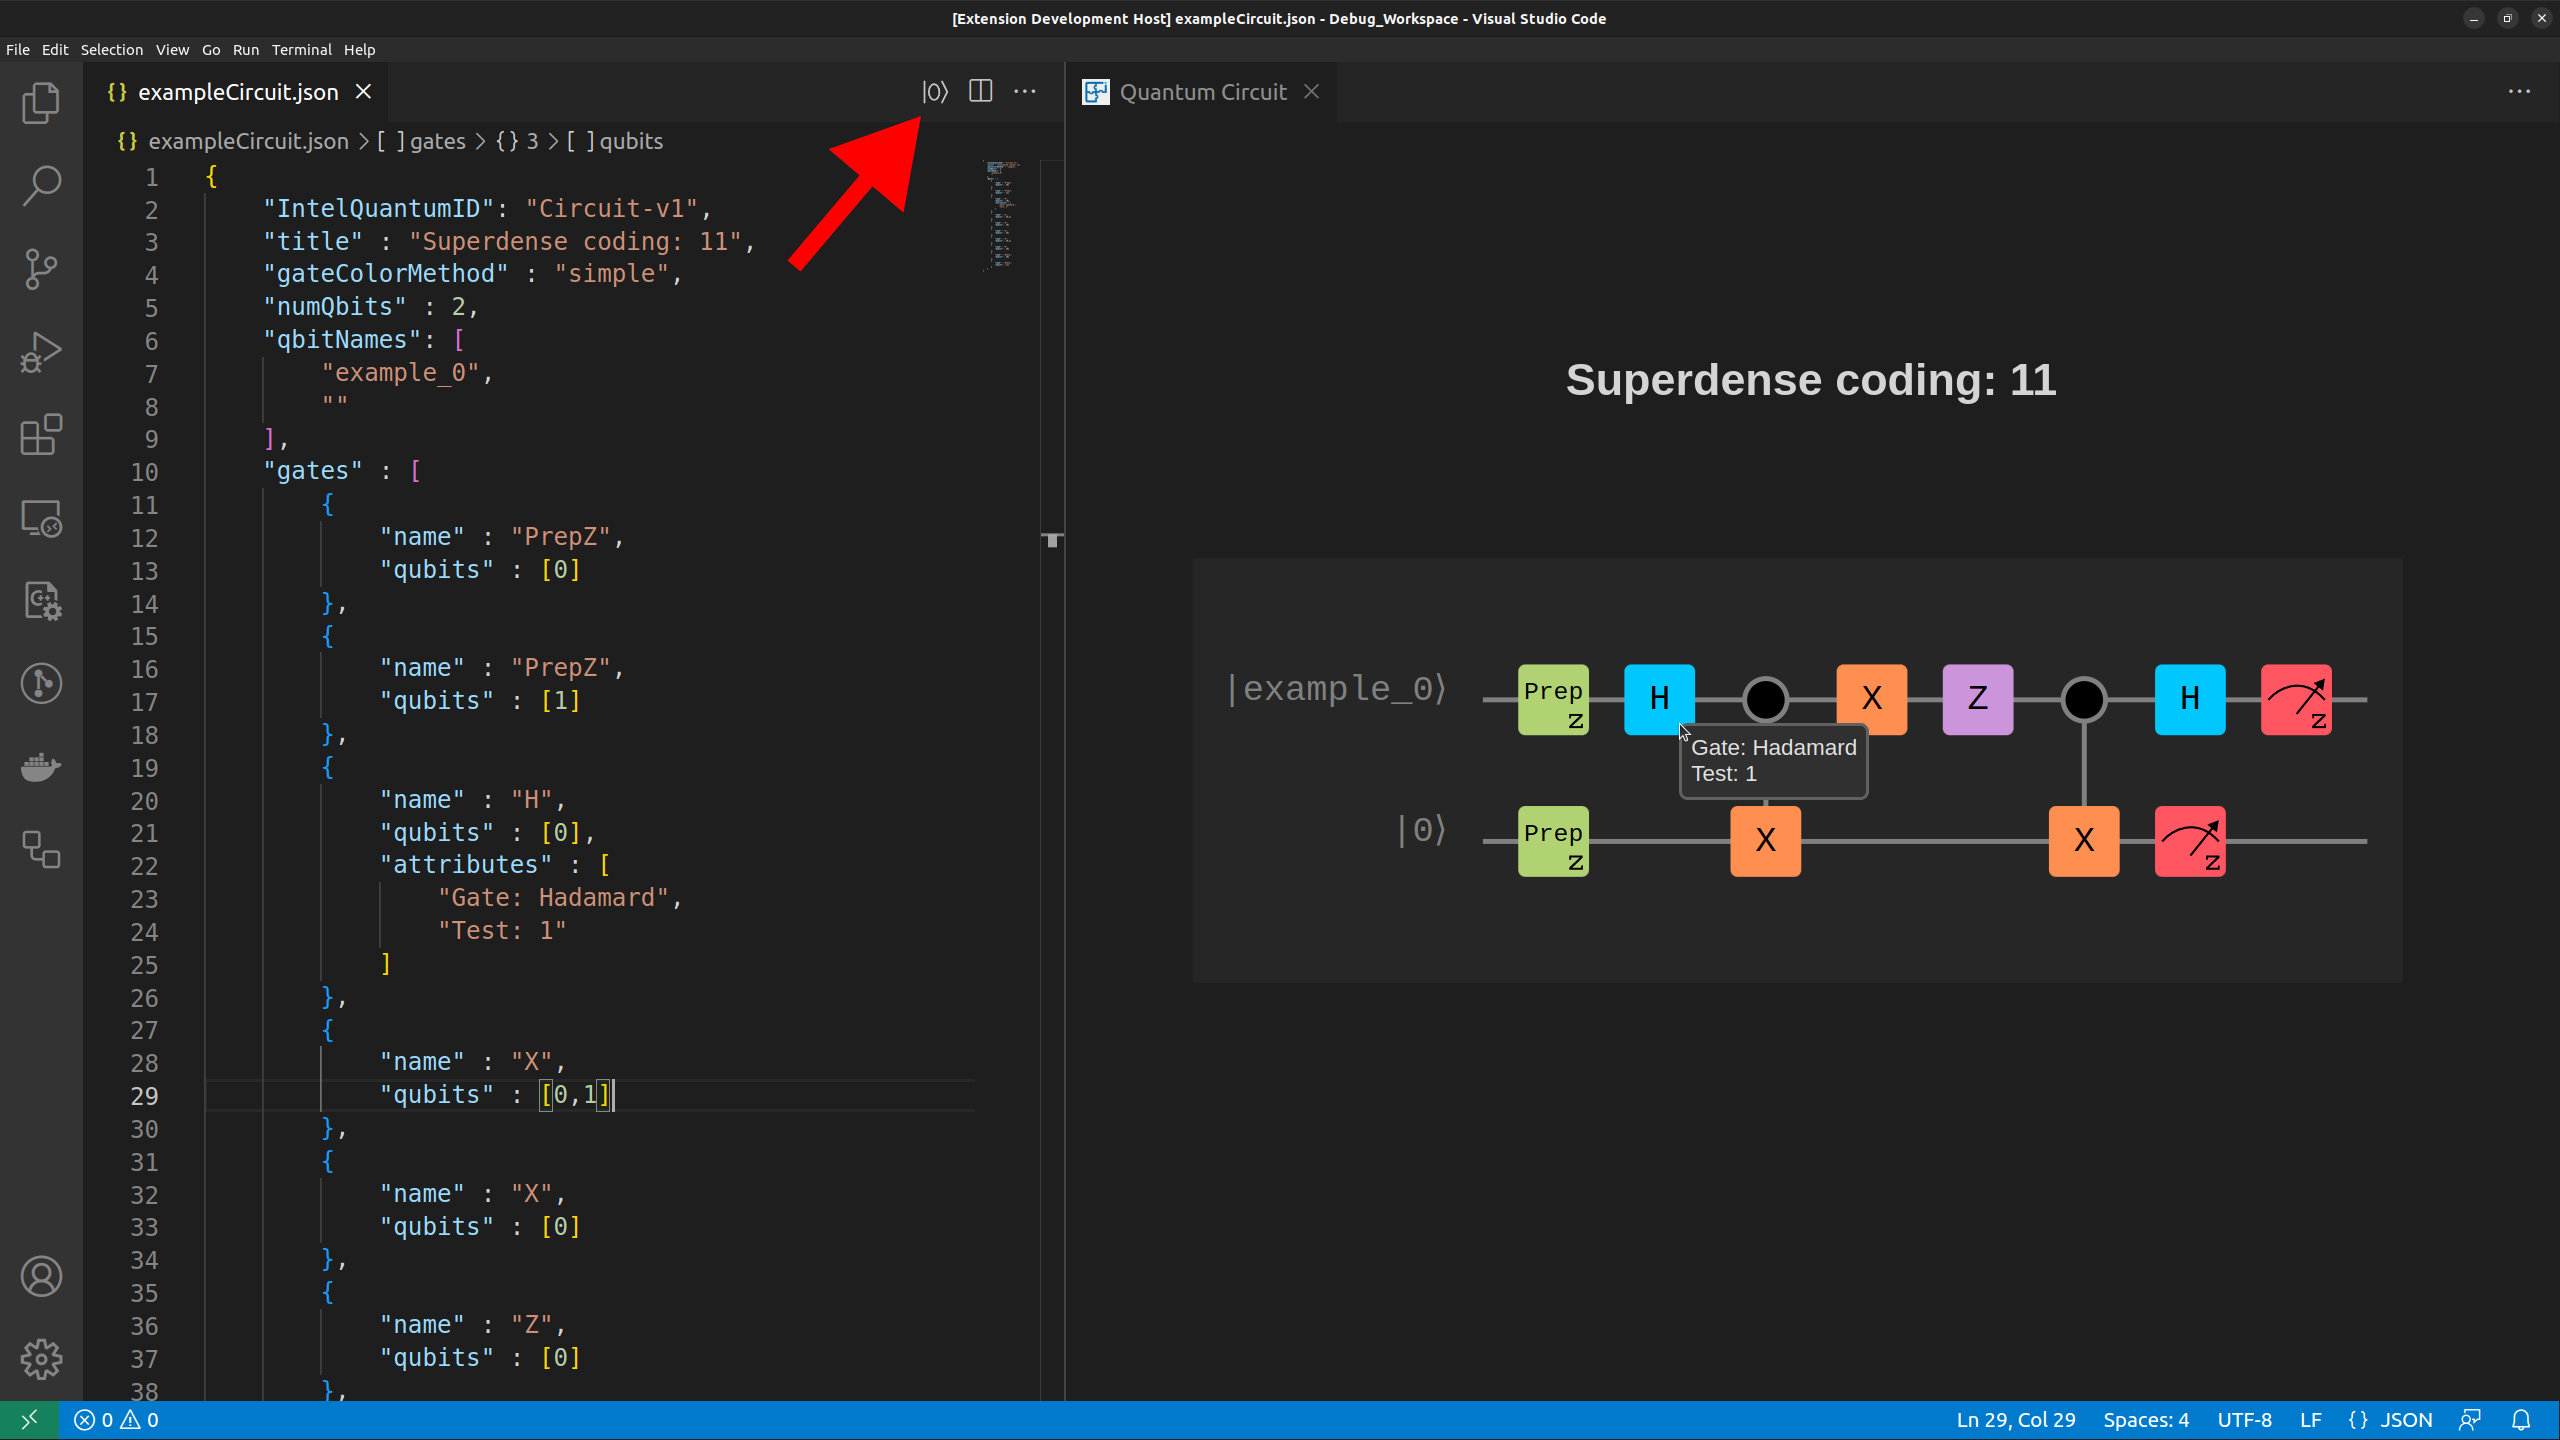 [Extension Development Host] exampleCircuit.json - Debug_Workspace - Visual Studio Code
File Edit Selection View Go Run Terminal Help
{} exampleCircuit.json
|0⟩
Quantum Circuit
{} exampleCircuit.json > [ ] gates > {} 3 > [ ] qubits
1 {
2 "IntelQuantumID": "Circuit-v1",
3 "title" : "Superdense coding: 11",
4 "gateColorMethod" : "simple",
5 "numQbits" : 2,
6 "qbitNames": [
7 "example_0",
8 ""
9 ],
10 "gates" : [
11 {
12 "name" : "PrepZ",
13 "qubits" : [0]
14 },
15 {
16 "name" : "PrepZ",
17 "qubits" : [1]
18 },
19 {
20 "name" : "H",
21 "qubits" : [0],
22 "attributes" : [
23 "Gate: Hadamard",
24 "Test: 1"
25 ]
26 },
27 {
28 "name" : "X",
29 "qubits" : [0,1]
30 },
31 {
32 "name" : "X",
33 "qubits" : [0]
34 },
35 {
36 "name" : "Z",
37 "qubits" : [0]
38 },
Superdense coding: 11
|example_0⟩ Prep Z H X Z H Z
Gate: Hadamard
Test: 1
|0⟩ Prep Z X X Z
0 0
Ln 29, Col 29 Spaces: 4 UTF-8 LF {} JSON